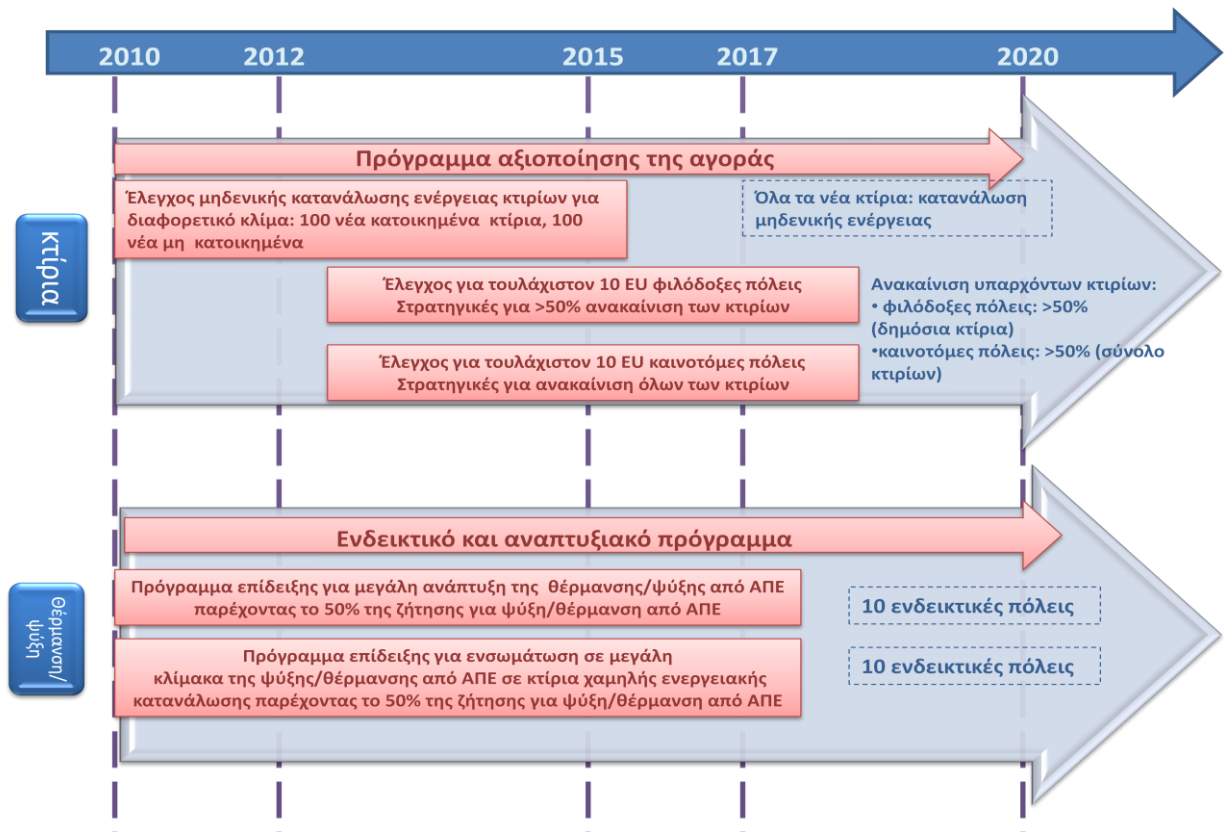 2010 2012 2015 2017 2020
Πρόγραμμα αξιοποίησης της αγοράς
κτίρια
Έλεγχος μηδενικής κατανάλωσης ενέργειας κτιρίων για
διαφορετικό κλίμα: 100 νέα κατοικημένα κτίρια, 100
νέα μη κατοικημένα
Όλα τα νέα κτίρια: κατανάλωση
μηδενικής ενέργειας
Έλεγχος για τουλάχιστον 10 EU φιλόδοξες πόλεις
Στρατηγικές για >50% ανακαίνιση των κτιρίων
Έλεγχος για τουλάχιστον 10 EU καινοτόμες πόλεις
Στρατηγικές για ανακαίνιση όλων των κτιρίων
Ανακαίνιση υπαρχόντων κτιρίων:
• φιλόδοξες πόλεις: >50%
(δημόσια κτίρια)
•καινοτόμες πόλεις: >50% (σύνολο
κτιρίων)
Ενδεικτικό και αναπτυξιακό πρόγραμμα
Θέρμανση/
ψύξη
Πρόγραμμα επίδειξης για μεγάλη ανάπτυξη της θέρμανσης/ψύξης από ΑΠΕ
παρέχοντας το 50% της ζήτησης για ψύξη/θέρμανση από ΑΠΕ
10 ενδεικτικές πόλεις
Πρόγραμμα επίδειξης για ενσωμάτωση σε μεγάλη
κλίμακα της ψύξης/θέρμανσης από ΑΠΕ σε κτίρια χαμηλής ενεργειακής
κατανάλωσης παρέχοντας το 50% της ζήτησης για ψύξη/θέρμανση από ΑΠΕ
10 ενδεικτικές πόλεις